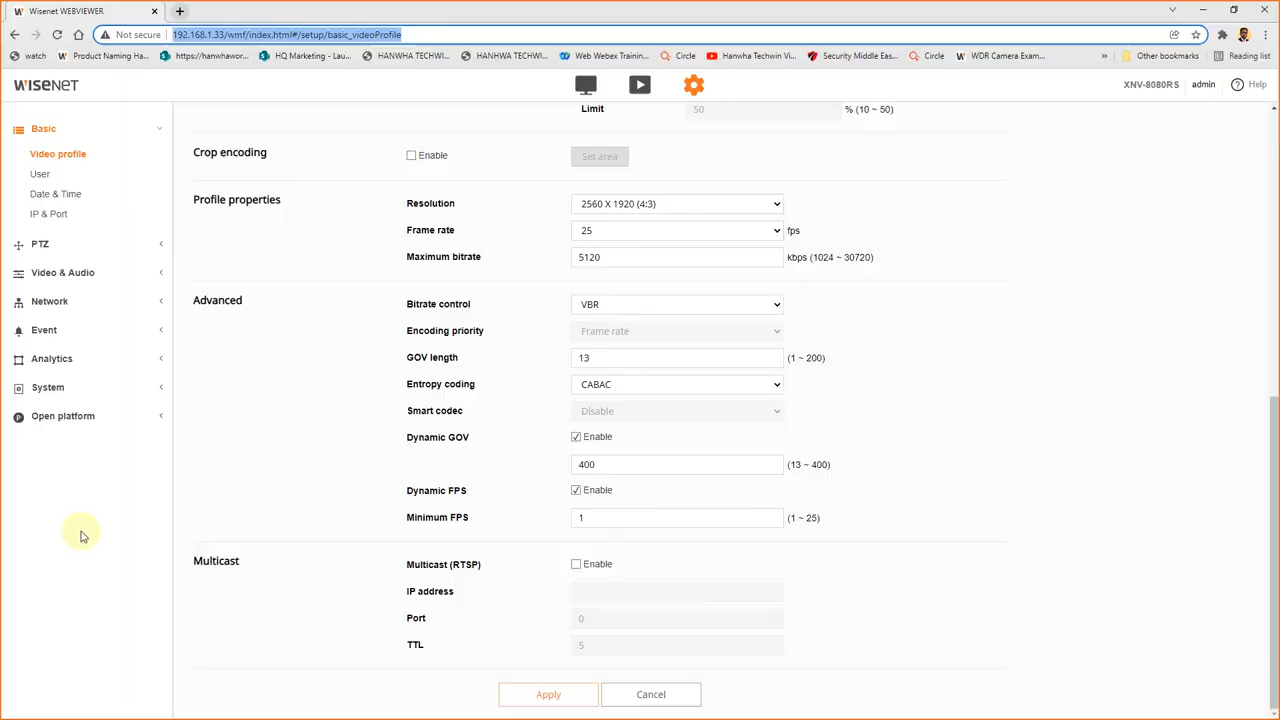 Wisenet WEBVIEWER
Not secure 192.168.1.33/wmf/index.html#/setup/basic_videoProfile
watch Product Naming Ha... https://hanwhawor... HQ Marketing - Lau... HANWHA TECHWI... HANWHA TECHWI... Web Webex Training... Circle Hanwha Techwin Vi... Security Middle Eas... Circle WDR Camera Exam... » Other bookmarks Reading list
WISENET XNV-8080RS admin ? Help
Limit 50 % (10 ~ 50)
Basic
Video profile
User
Date & Time
IP & Port
PTZ
Video & Audio
Network
Event
Analytics
System
P Open platform
Crop encoding Enable Set area
Profile properties Resolution 2560 X 1920 (4:3)
Frame rate 25 fps
Maximum bitrate 5120 kbps (1024 ~ 30720)
Advanced Bitrate control VBR
Encoding priority Frame rate
GOV length 13 (1 ~ 200)
Entropy coding CABAC
Smart codec Disable
Dynamic GOV Enable
400 (13 ~ 400)
Dynamic FPS Enable
Minimum FPS 1 (1 ~ 25)
Multicast Multicast (RTSP) Enable
IP address
Port 0
TTL 5
Apply Cancel